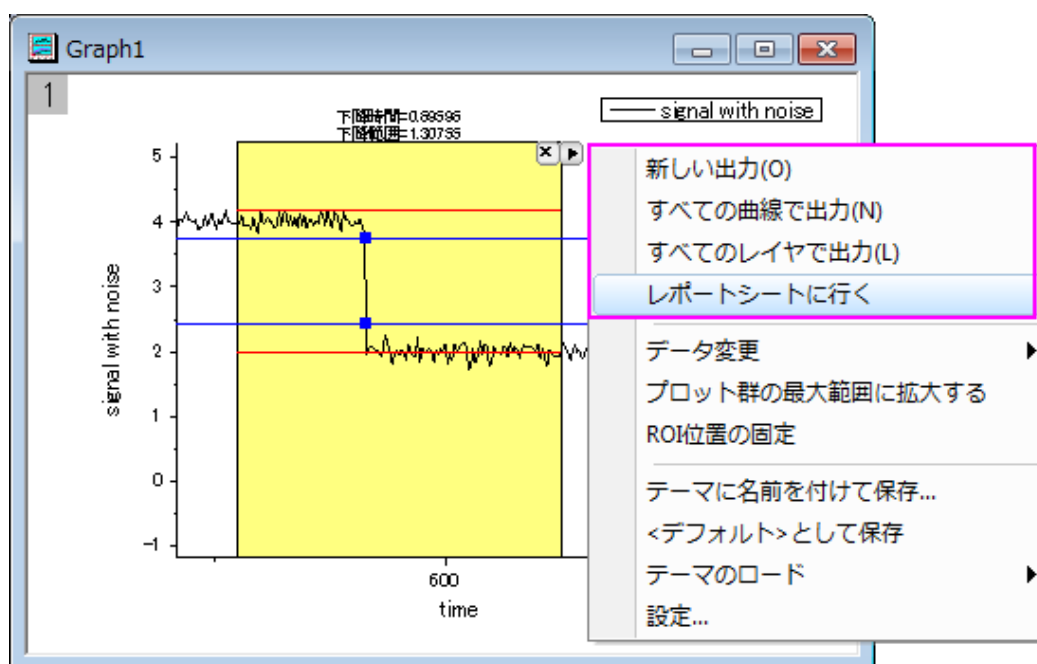 Graph1
1
下降時間=0.69596
下降範囲=1.30755
signal with noise
5
4
3
2
1
0
-1
signal with noise
600
time
新しい出力(O)
すべての曲線で出力(N)
すべてのレイヤで出力(L)
レポートシートに行く
データ変更
プロット群の最大範囲に拡大する
ROI位置の固定
テーマに名前を付けて保存...
<デフォルト>として保存
テーマのロード
設定...